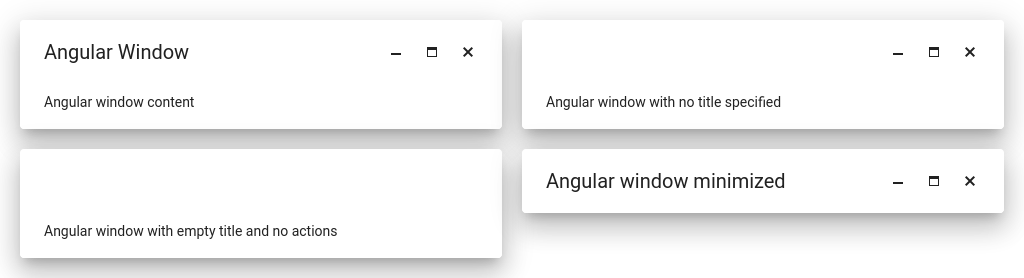 Angular Window
Angular window content
Angular window with no title specified
Angular window with empty title and no actions
Angular window minimized